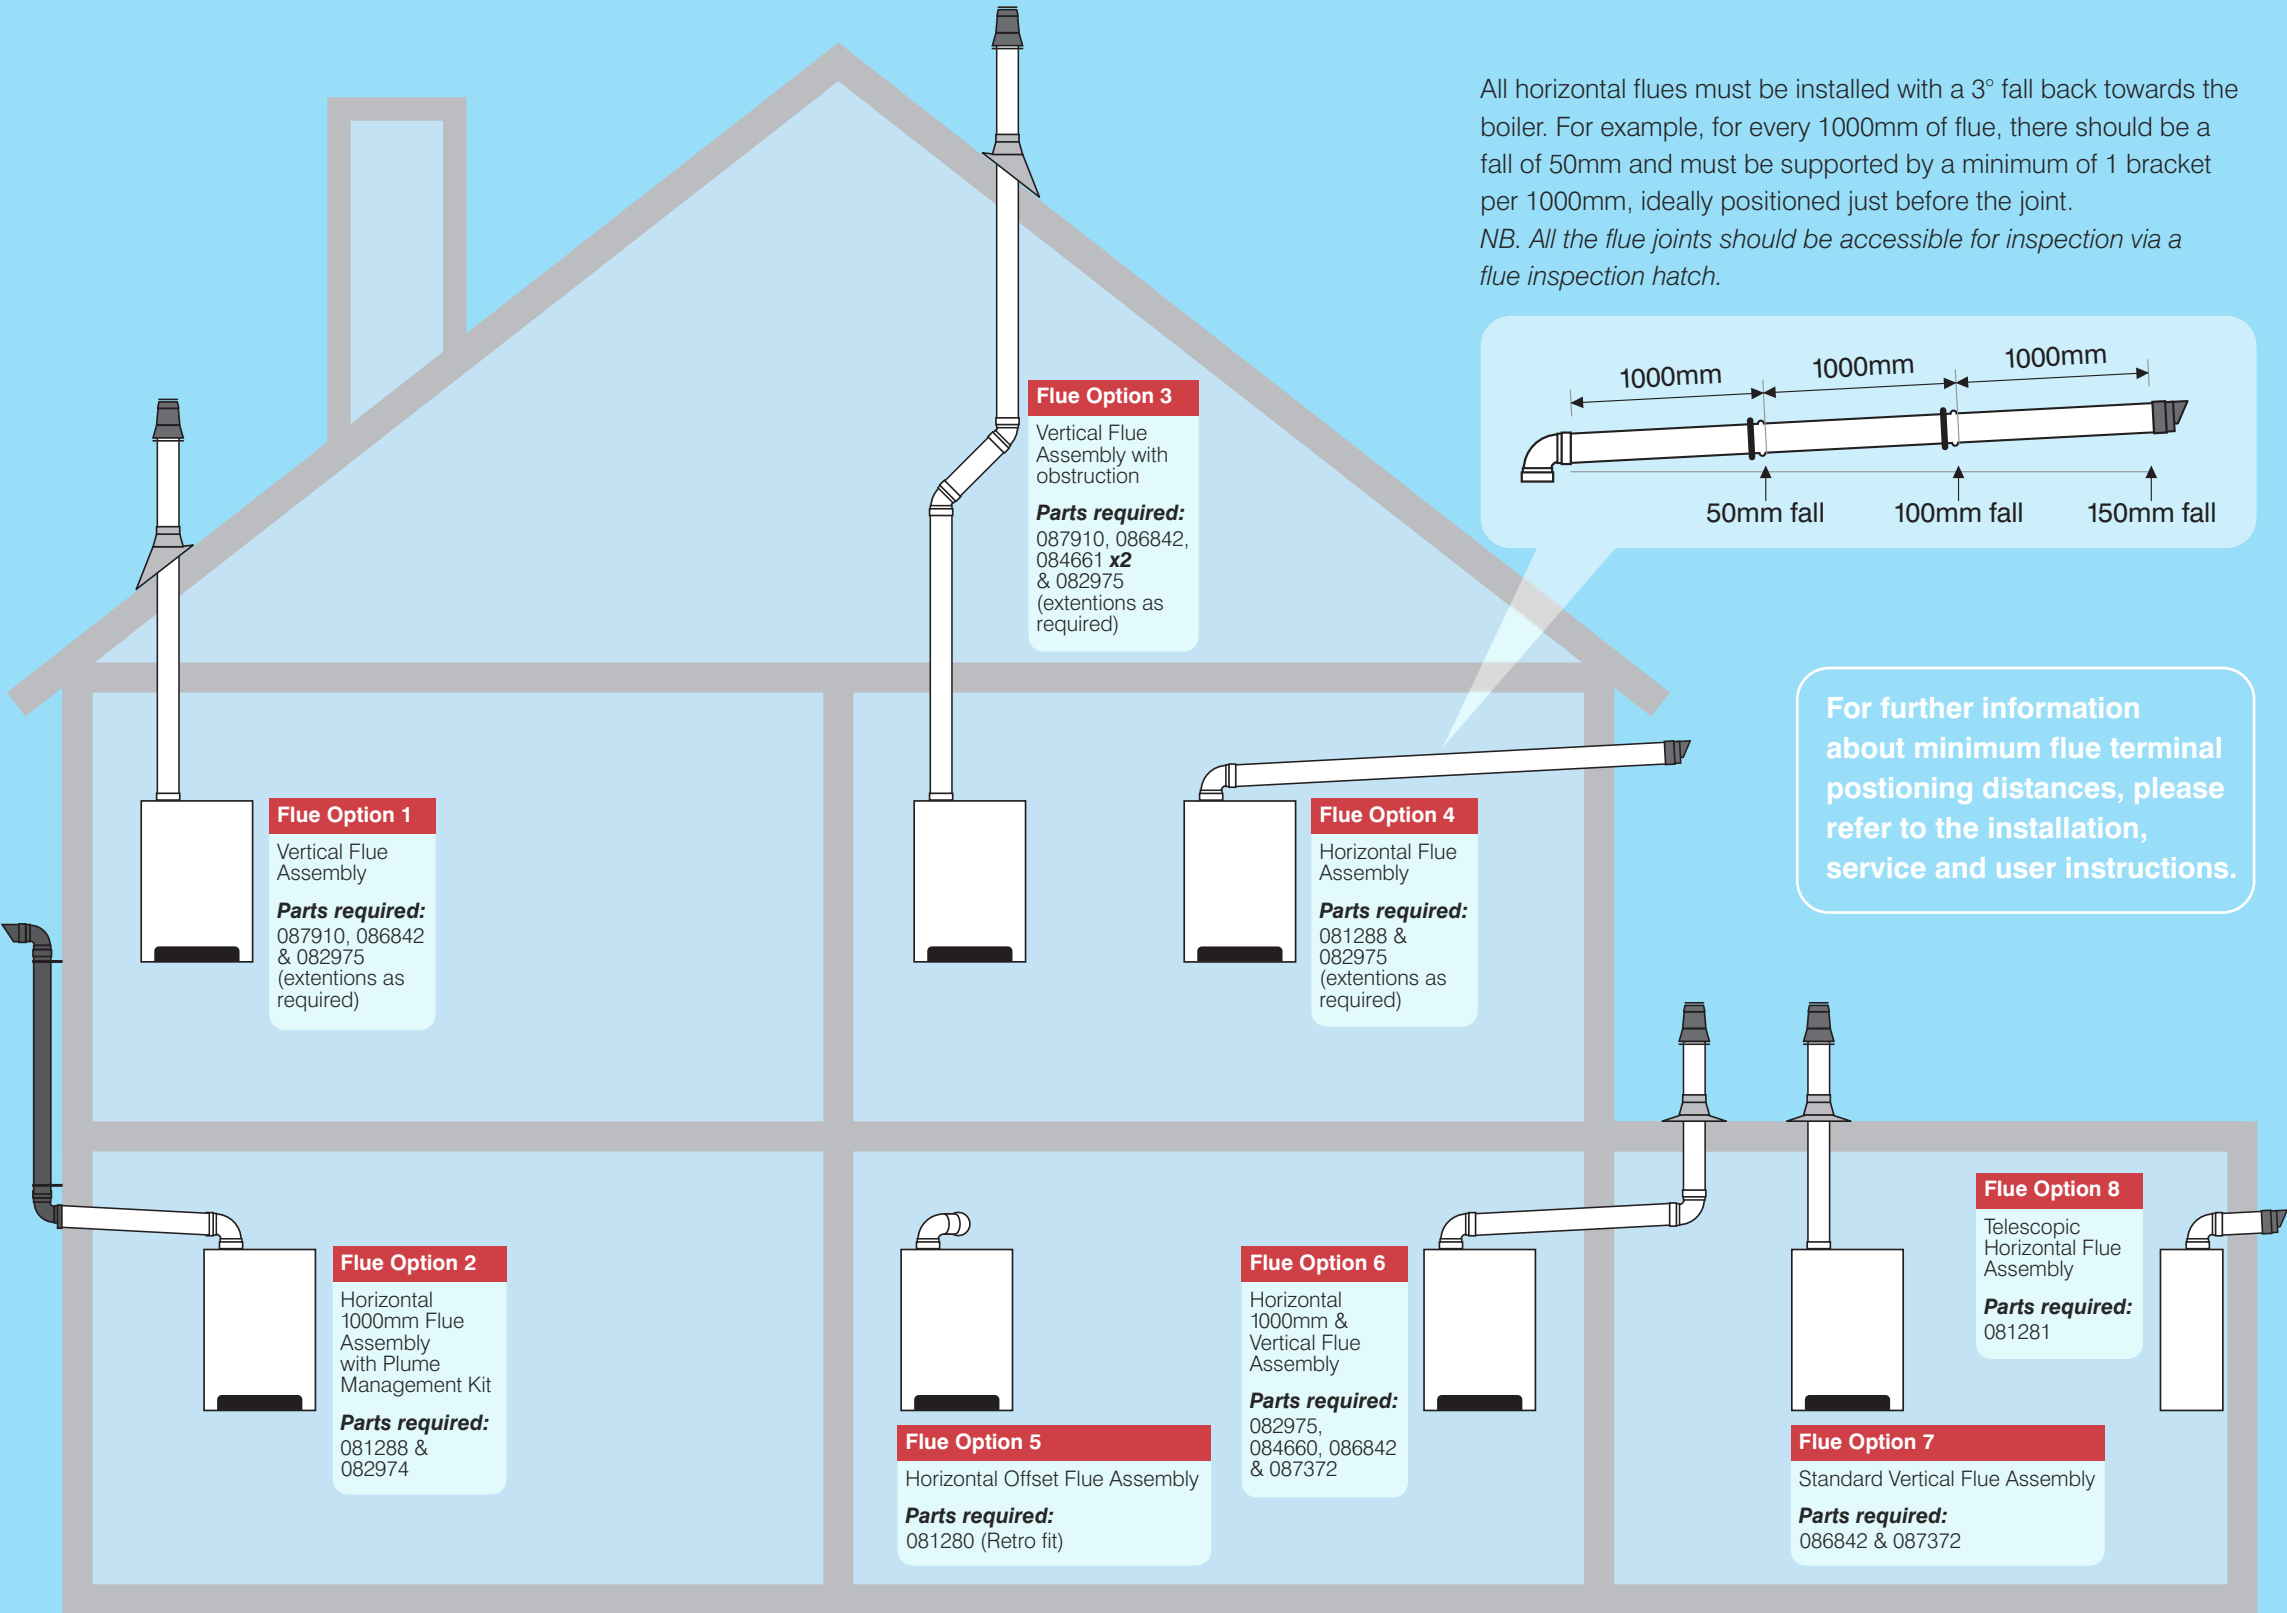 All horizontal flues must be installed with a 3° fall back towards the
boiler. For example, for every 1000mm of flue, there should be a
fall of 50mm and must be supported by a minimum of 1 bracket
per 1000mm, ideally positioned just before the joint.
NB. All the flue joints should be accessible for inspection via a
flue inspection hatch.
1000mm
1000mm
1000mm
50mm fall
100mm fall
150mm fall
Flue Option 3
Vertical Flue
Assembly with
obstruction
Parts required:
087910, 086842,
084661 x2
& 082975
(extentions as
required)
For further information
about minimum flue terminal
postioning distances, please
refer to the installation,
service and user instructions.
Flue Option 1
Vertical Flue
Assembly
Parts required:
087910, 086842
& 082975
(extentions as
required)
Flue Option 4
Horizontal Flue
Assembly
Parts required:
081288 &
082975
(extentions as
required)
Flue Option 2
Horizontal
1000mm Flue
Assembly
with Plume
Management Kit
Parts required:
081288 &
082974
Flue Option 5
Horizontal Offset Flue Assembly
Parts required:
081280 (Retro fit)
Flue Option 6
Horizontal
1000mm &
Vertical Flue
Assembly
Parts required:
082975,
084660, 086842
& 087372
Flue Option 7
Standard Vertical Flue Assembly
Parts required:
086842 & 087372
Flue Option 8
Telescopic
Horizontal Flue
Assembly
Parts required:
081281